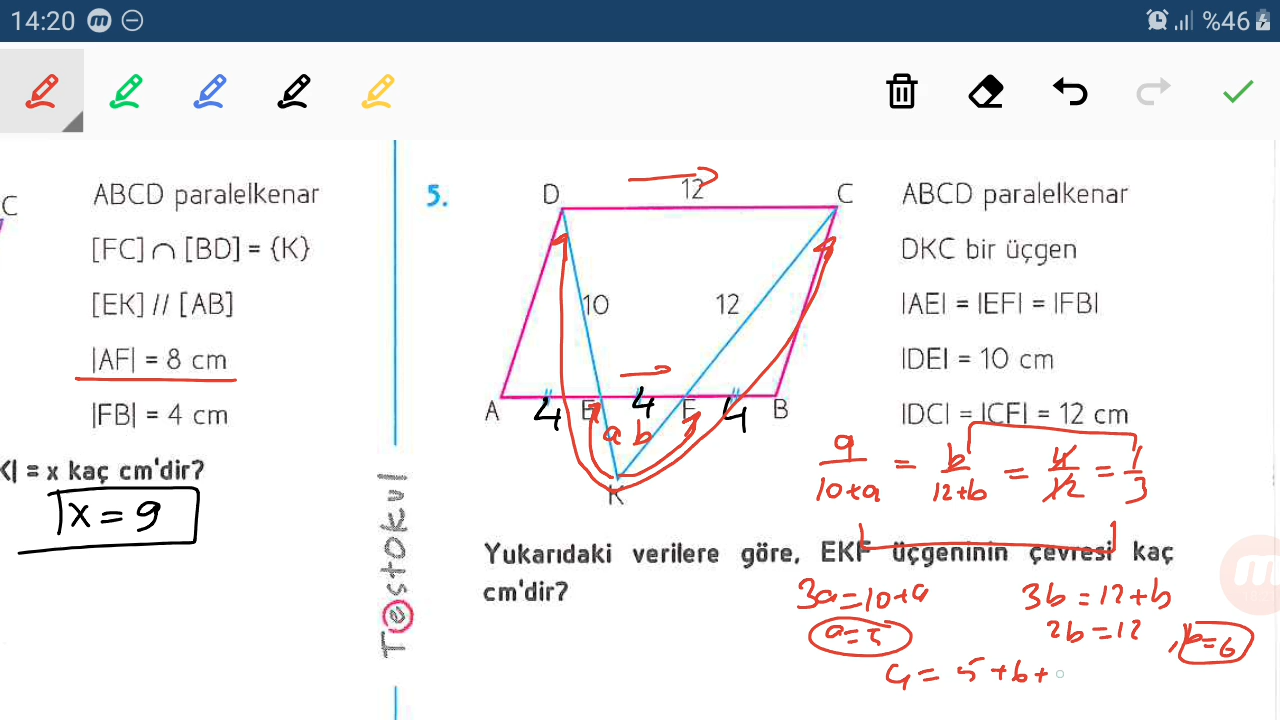 14:20
%46
C
ABCD paralelkenar
[FC] ∩ [BD] = {K}
[EK] // [AB]
|AF| = 8 cm
|FB| = 4 cm
K| = x kaç cm'dir?
x = 9
Testokul
5.
D 12 C
10 12
A 4 E 4 F 4 B
a b
K
ABCD paralelkenar
DKC bir üçgen
|AE| = |EF| = |FB|
|DE| = 10 cm
|DC| = |CF| = 12 cm
a/10+a = b/12+b = 4/12 = 1/3
Yukarıdaki verilere göre, EKF üçgeninin çevresi kaç
cm'dir?
3a=10+a 3b=12+b
a=5 2b=12, b=6
Ç = 5+6+